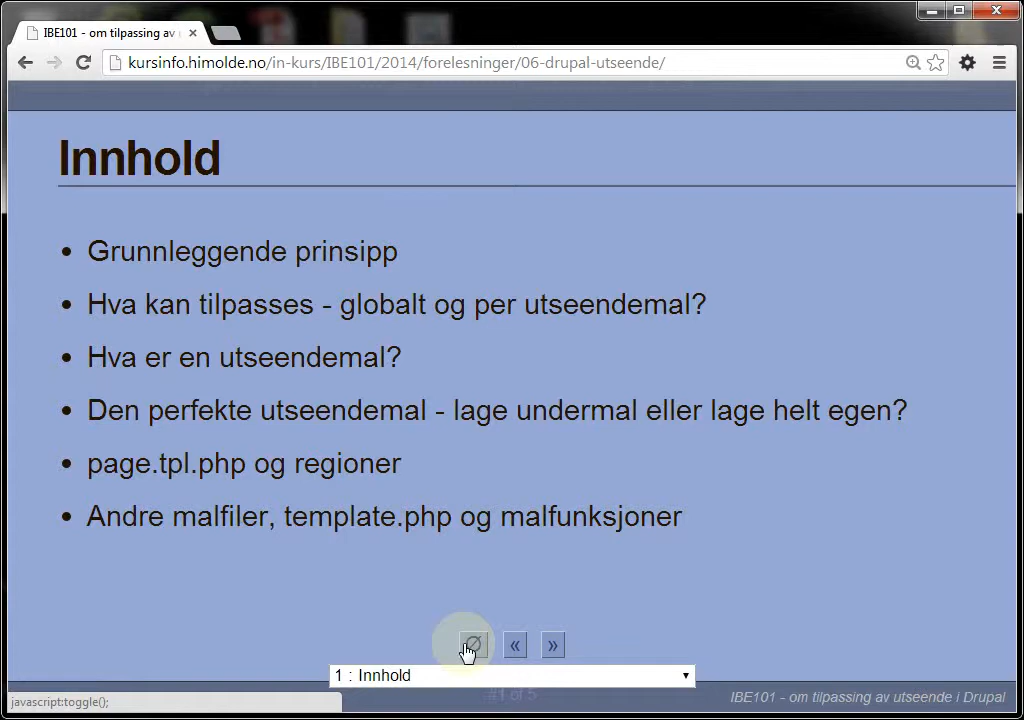 IBE101 - om tilpassing av
kursinfo.himolde.no/in-kurs/IBE101/2014/forelesninger/06-drupal-utseende/
Innhold
• Grunnleggende prinsipp
• Hva kan tilpasses - globalt og per utseendemal?
• Hva er en utseendemal?
• Den perfekte utseendemal - lage undermal eller lage helt egen?
• page.tpl.php og regioner
• Andre malfiler, template.php og malfunksjoner
Ø « »
1 : Innhold
#1 of 5
IBE101 - om tilpassing av utseende i Drupal
javascript:toggle();